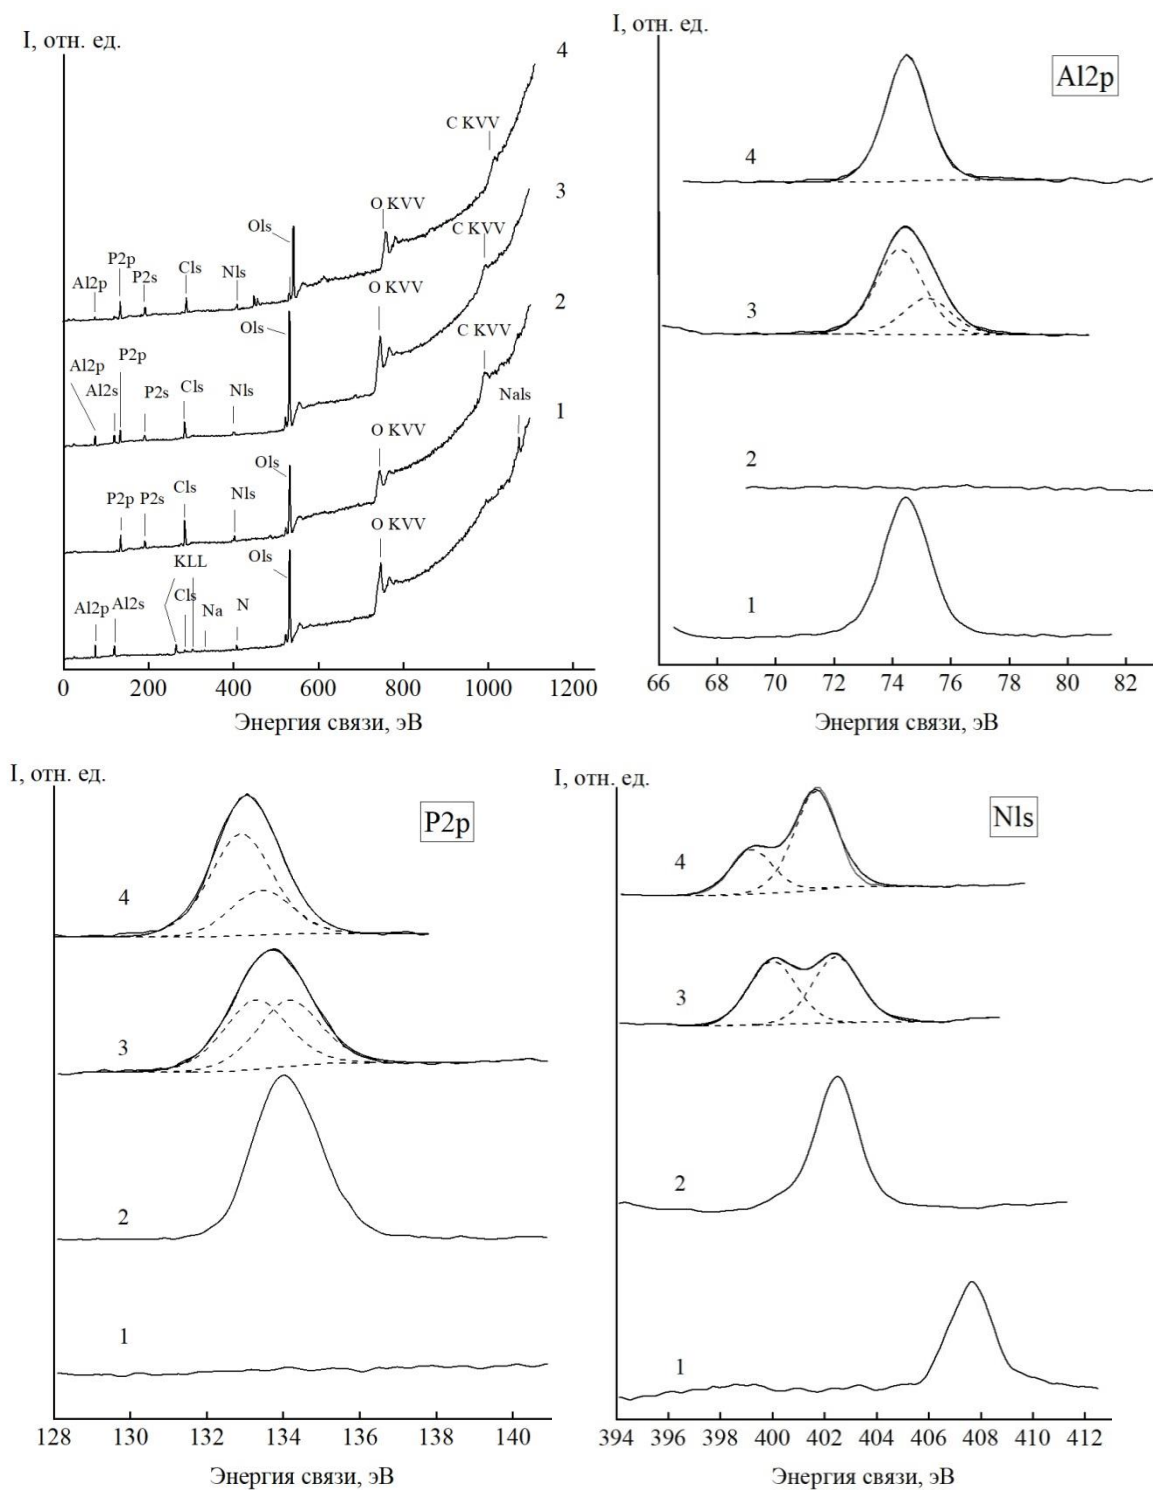 I, отн. ед.
4
C KVV
3
O KVV
Ols
C KVV
P2p
P2s
Cls
Nls
Al2p
2
O KVV
Ols
C KVV
P2p
Al2p
Al2s
P2s
Cls
Nls
Nals
1
O KVV
Ols
P2p
P2s
Cls
Nls
O KVV
KLL
Ols
Al2p
Al2s
Cls
Na
N
0 200 400 600 800 1000 1200
Энергия связи, эВ
I, отн. ед.
Al2p
4
3
2
1
66 68 70 72 74 76 78 80 82
Энергия связи, эВ
I, отн. ед.
P2p
4
3
2
1
128 130 132 134 136 138 140
Энергия связи, эВ
I, отн. ед.
Nls
4
3
2
1
394 396 398 400 402 404 406 408 410 412
Энергия связи, эВ